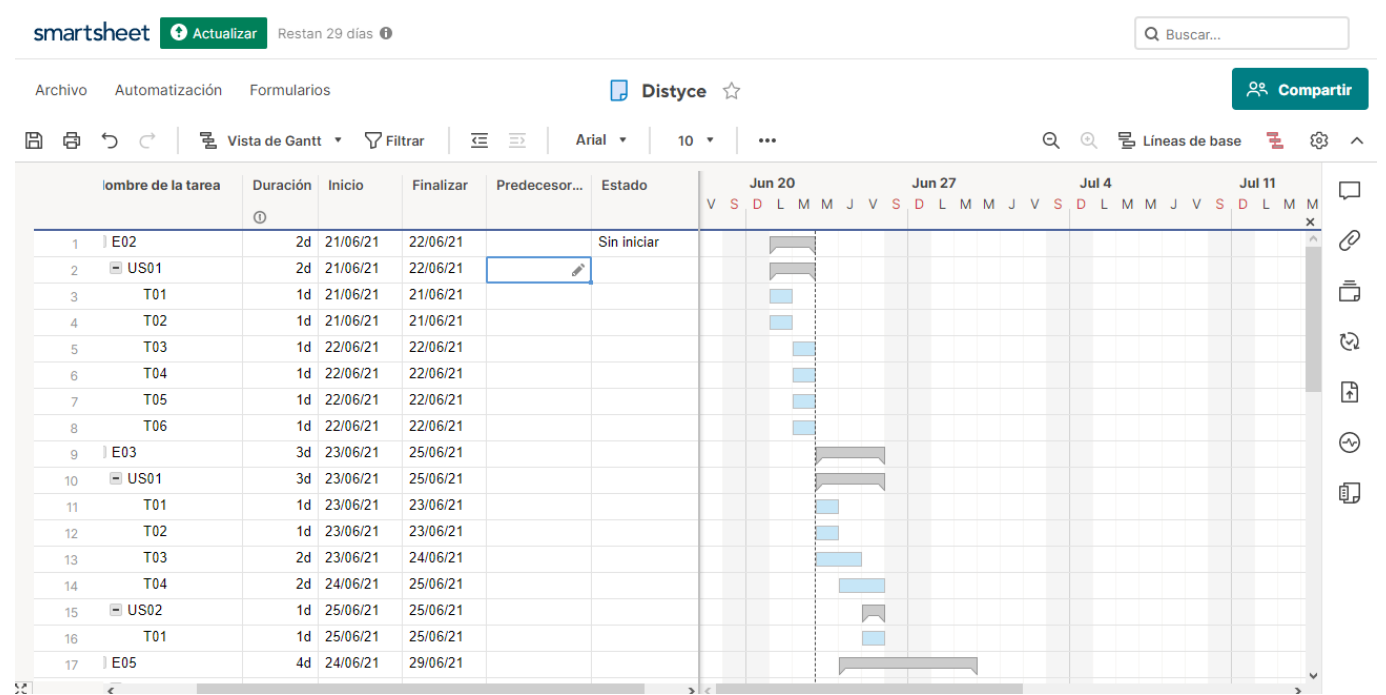 smartsheet Actualizar Restan 29 días Buscar...
Archivo Automatización Formularios Distyce Compartir
Vista de Gantt Filtrar Arial 10 ••• Líneas de base
ombre de la tarea Duración Inicio Finalizar Predecesor... Estado Jun 20 Jun 27 Jul 4 Jul 11
V S D L M M J V S D L M M J V S D L M M J V S D L M M
1 E02 2d 21/06/21 22/06/21 Sin iniciar
2 US01 2d 21/06/21 22/06/21
3 T01 1d 21/06/21 21/06/21
4 T02 1d 21/06/21 21/06/21
5 T03 1d 22/06/21 22/06/21
6 T04 1d 22/06/21 22/06/21
7 T05 1d 22/06/21 22/06/21
8 T06 1d 22/06/21 22/06/21
9 E03 3d 23/06/21 25/06/21
10 US01 3d 23/06/21 25/06/21
11 T01 1d 23/06/21 23/06/21
12 T02 1d 23/06/21 23/06/21
13 T03 2d 23/06/21 24/06/21
14 T04 2d 24/06/21 25/06/21
15 US02 1d 25/06/21 25/06/21
16 T01 1d 25/06/21 25/06/21
17 E05 4d 24/06/21 29/06/21